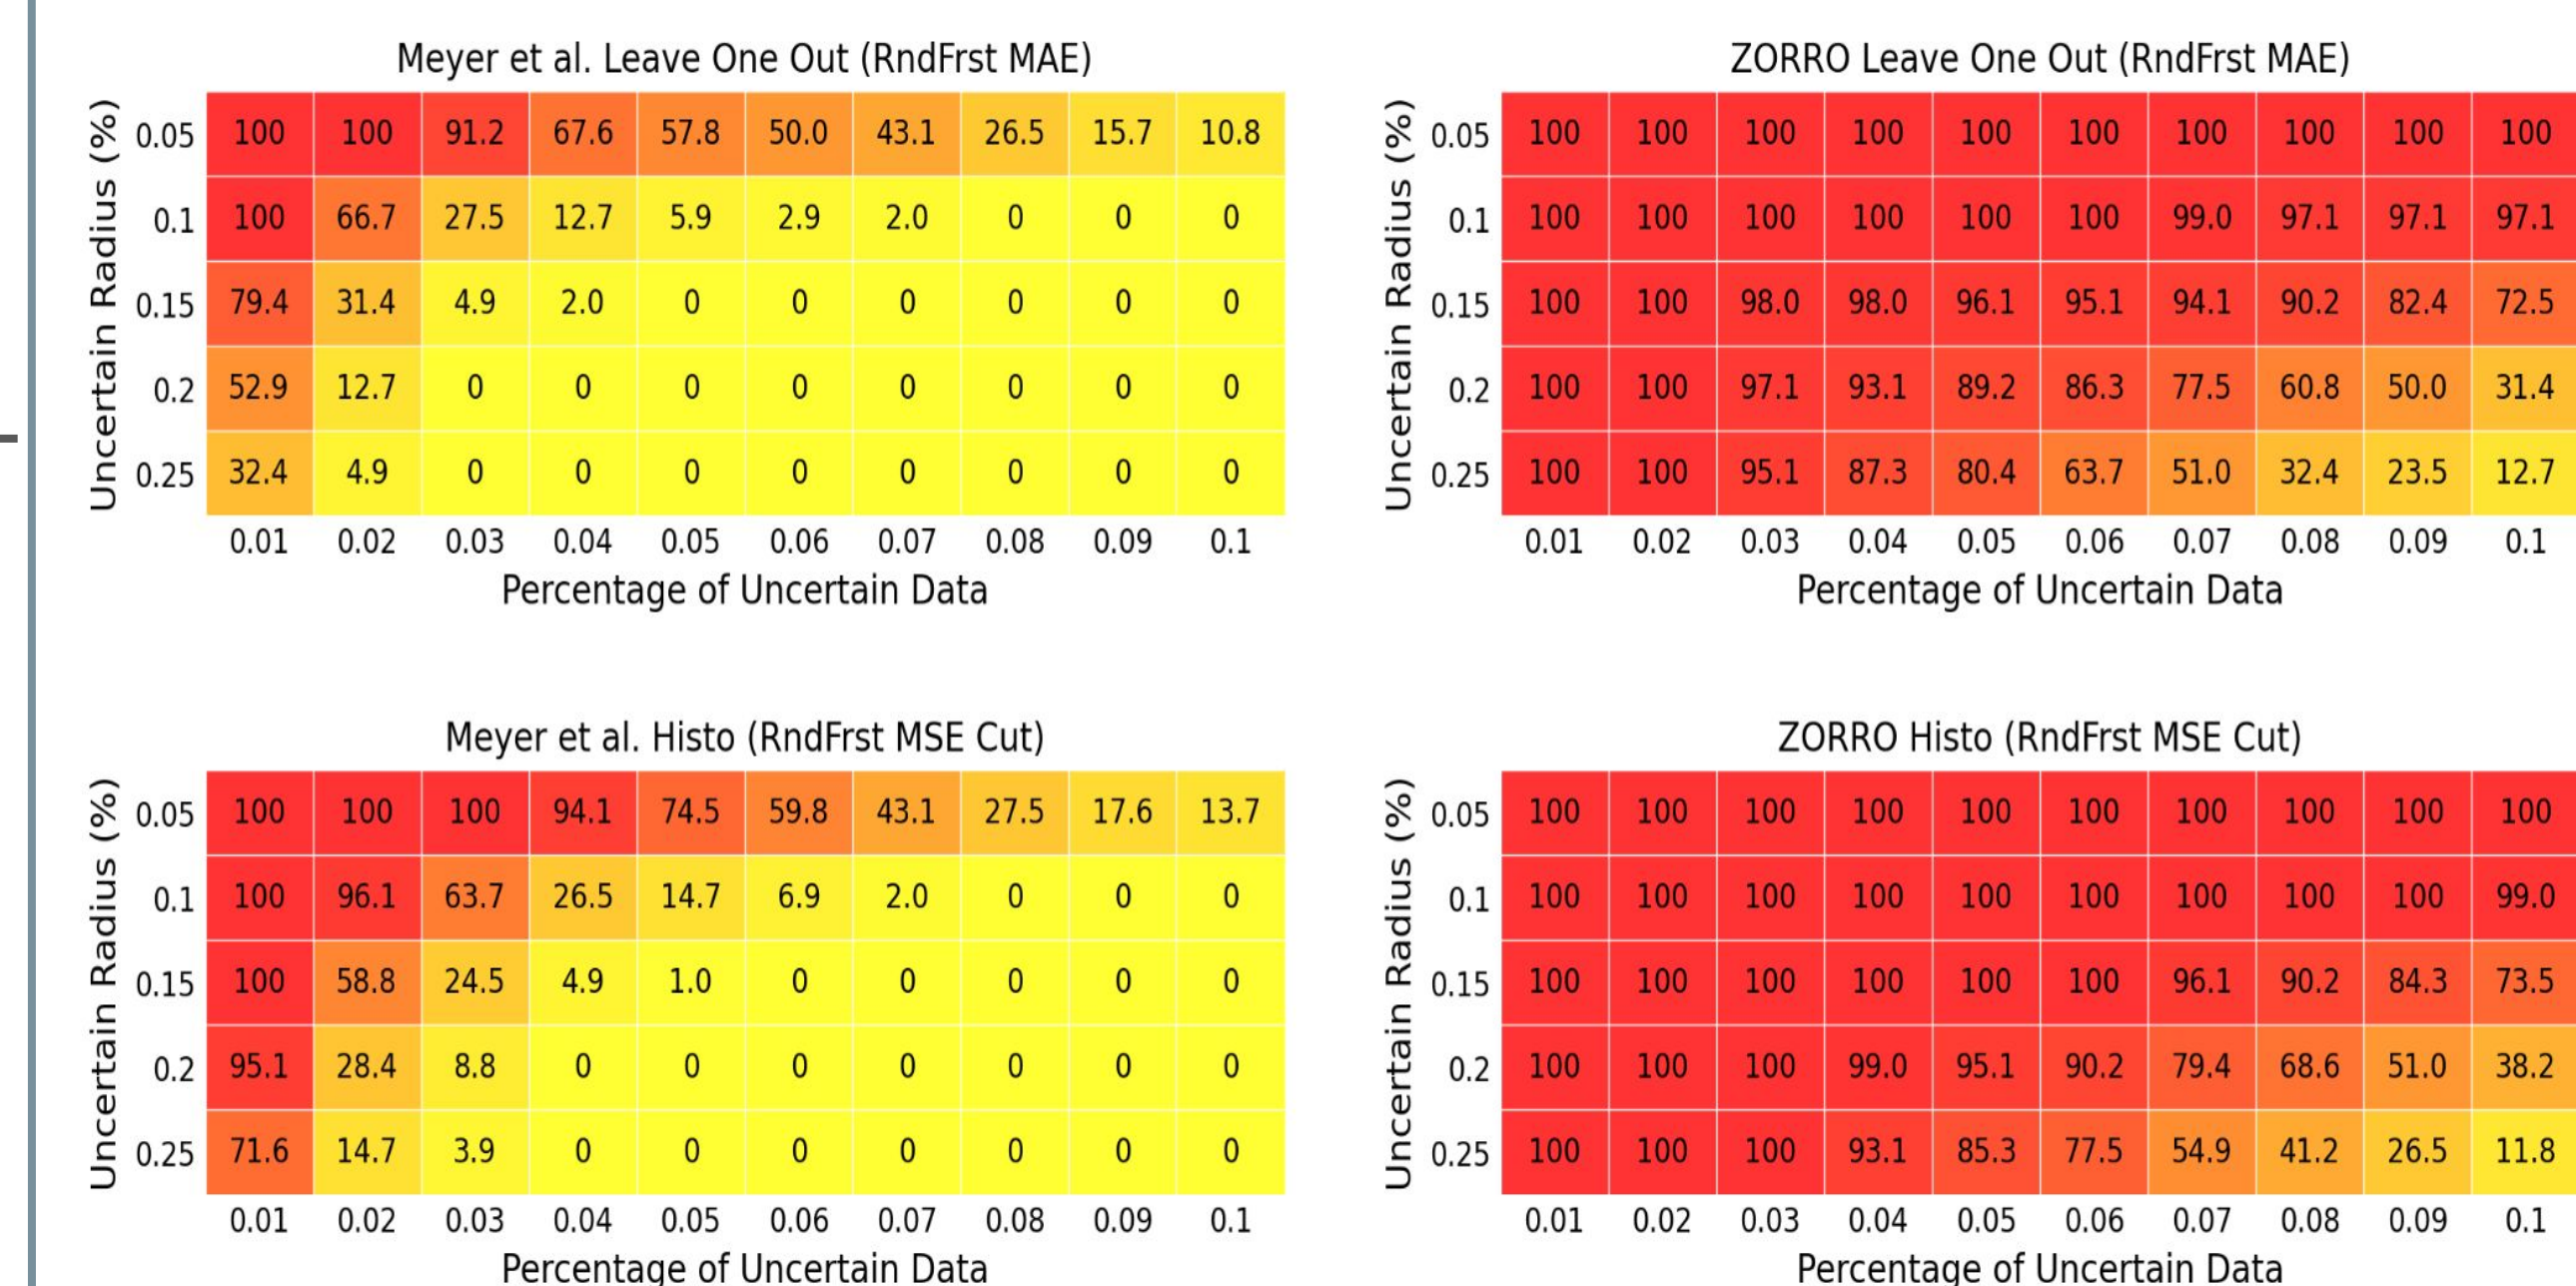 Meyer et al. Leave One Out (RndFrst MAE)
Uncertain Radius (%)
0.05 100 100 91.2 67.6 57.8 50.0 43.1 26.5 15.7 10.8
0.1 100 66.7 27.5 12.7 5.9 2.9 2.0 0 0 0
0.15 79.4 31.4 4.9 2.0 0 0 0 0 0 0
0.2 52.9 12.7 0 0 0 0 0 0 0 0
0.25 32.4 4.9 0 0 0 0 0 0 0 0
0.01 0.02 0.03 0.04 0.05 0.06 0.07 0.08 0.09 0.1
Percentage of Uncertain Data
ZORRO Leave One Out (RndFrst MAE)
Uncertain Radius (%)
0.05 100 100 100 100 100 100 100 100 100 100
0.1 100 100 100 100 100 100 99.0 97.1 97.1 97.1
0.15 100 100 98.0 98.0 96.1 95.1 94.1 90.2 82.4 72.5
0.2 100 100 97.1 93.1 89.2 86.3 77.5 60.8 50.0 31.4
0.25 100 100 95.1 87.3 80.4 63.7 51.0 32.4 23.5 12.7
0.01 0.02 0.03 0.04 0.05 0.06 0.07 0.08 0.09 0.1
Percentage of Uncertain Data
Meyer et al. Histo (RndFrst MSE Cut)
Uncertain Radius (%)
0.05 100 100 100 94.1 74.5 59.8 43.1 27.5 17.6 13.7
0.1 100 96.1 63.7 26.5 14.7 6.9 2.0 0 0 0
0.15 100 58.8 24.5 4.9 1.0 0 0 0 0 0
0.2 95.1 28.4 8.8 0 0 0 0 0 0 0
0.25 71.6 14.7 3.9 0 0 0 0 0 0 0
0.01 0.02 0.03 0.04 0.05 0.06 0.07 0.08 0.09 0.1
Percentage of Uncertain Data
ZORRO Histo (RndFrst MSE Cut)
Uncertain Radius (%)
0.05 100 100 100 100 100 100 100 100 100 100
0.1 100 100 100 100 100 100 100 100 100 99.0
0.15 100 100 100 100 100 100 96.1 90.2 84.3 73.5
0.2 100 100 100 99.0 95.1 90.2 79.4 68.6 51.0 38.2
0.25 100 100 100 93.1 85.3 77.5 54.9 41.2 26.5 11.8
0.01 0.02 0.03 0.04 0.05 0.06 0.07 0.08 0.09 0.1
Percentage of Uncertain Data